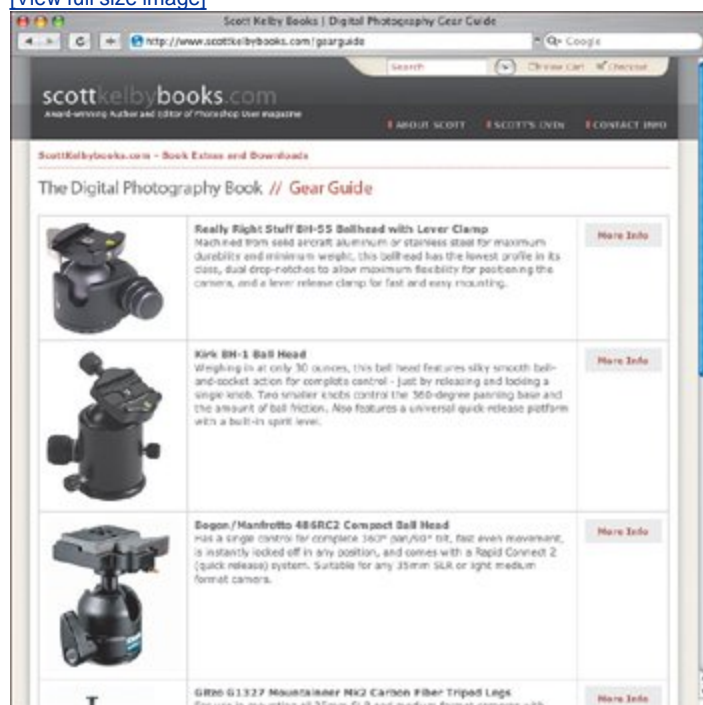 [View full size image]
Scott Kelby Books | Digital Photography Gear Guide
http://www.scottkelbybooks.com/gearguide
Google
Search
Checkout
scottkelbybooks.com
Award-winning Author and Editor of Photoshop User magazine
ABOUT SCOTT
CONTACT INFO
ScottKelbybooks.com – Book Extras and Downloads
The Digital Photography Book // Gear Guide
Really Right Stuff BH-55 Ballhead with Lever Clamp
More Info
Machined from solid aircraft aluminum or stainless steel for maximum
durability and minimum weight, this ballhead has the lowest profile in its
class, dual drop-notches to allow maximum flexibility for positioning the
camera, and a lever release clamp for fast and easy mounting.
Kirk BH-1 Ball Head
More Info
Weighing in at only 30 ounces, this ball head features silky smooth ball-
and-socket action for complete control - just by releasing and locking a
single knob. Two smaller knobs control the 360-degree panning base and
the amount of ball friction. Also features a universal quick-release platform
with a built-in spirit level.
Bogen/Manfrotto 486RC2 Compact Ball Head
More Info
Has a single control for complete 360° pan/90° tilt, fast even movement,
is instantly locked off in any position, and comes with a Rapid Connect 2
(quick release) system. Suitable for any 35mm SLR or light medium
format camera.
Gitzo G1327 Mountaineer Mk2 Carbon Fiber Tripod Legs
More Info